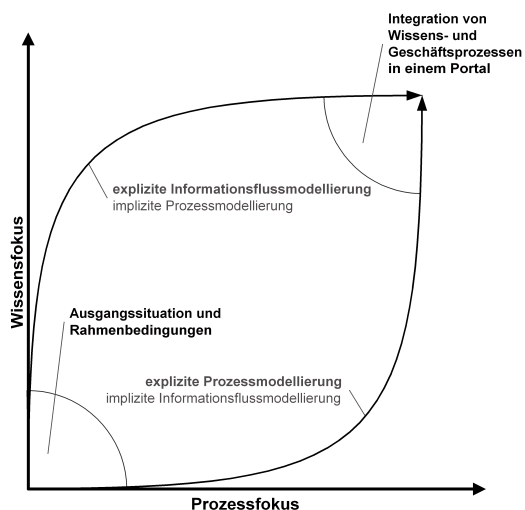 Integration von
Wissens- und
Geschäftsprozessen
in einem Portal
explizite Informationsflussmodellierung
implizite Prozessmodellierung
Wissensfokus
Ausgangssituation und
Rahmenbedingungen
explizite Prozessmodellierung
implizite Informationsflussmodellierung
Prozessfokus